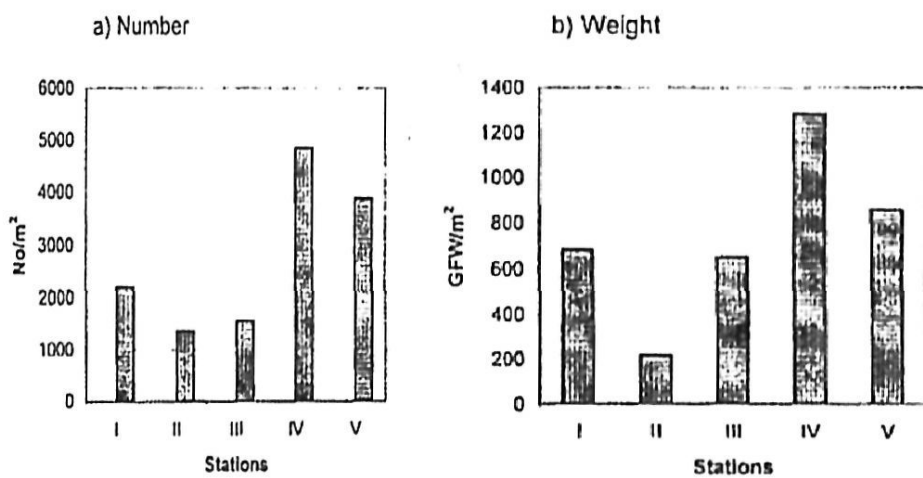 a) Number
6000
5000
4000
3000
2000
1000
0
No/m²
I II III IV V
Stations
b) Weight
1400
1200
1000
800
600
400
200
0
GFW/m²
I II III IV V
Stations